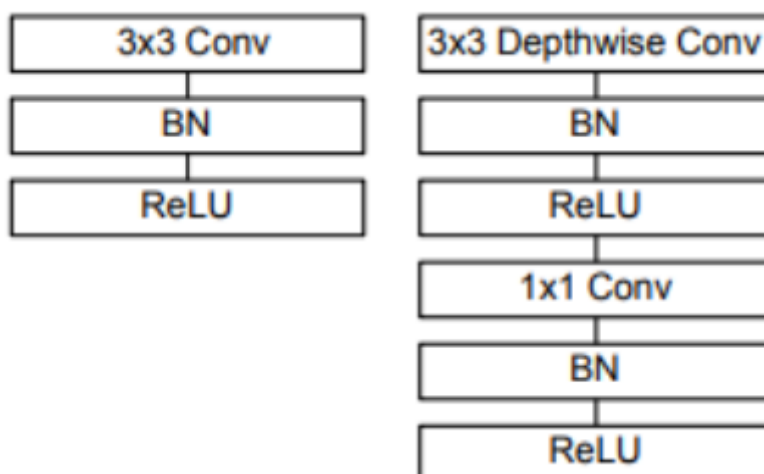 3x3 Conv
BN
ReLU
3x3 Depthwise Conv
BN
ReLU
1x1 Conv
BN
ReLU